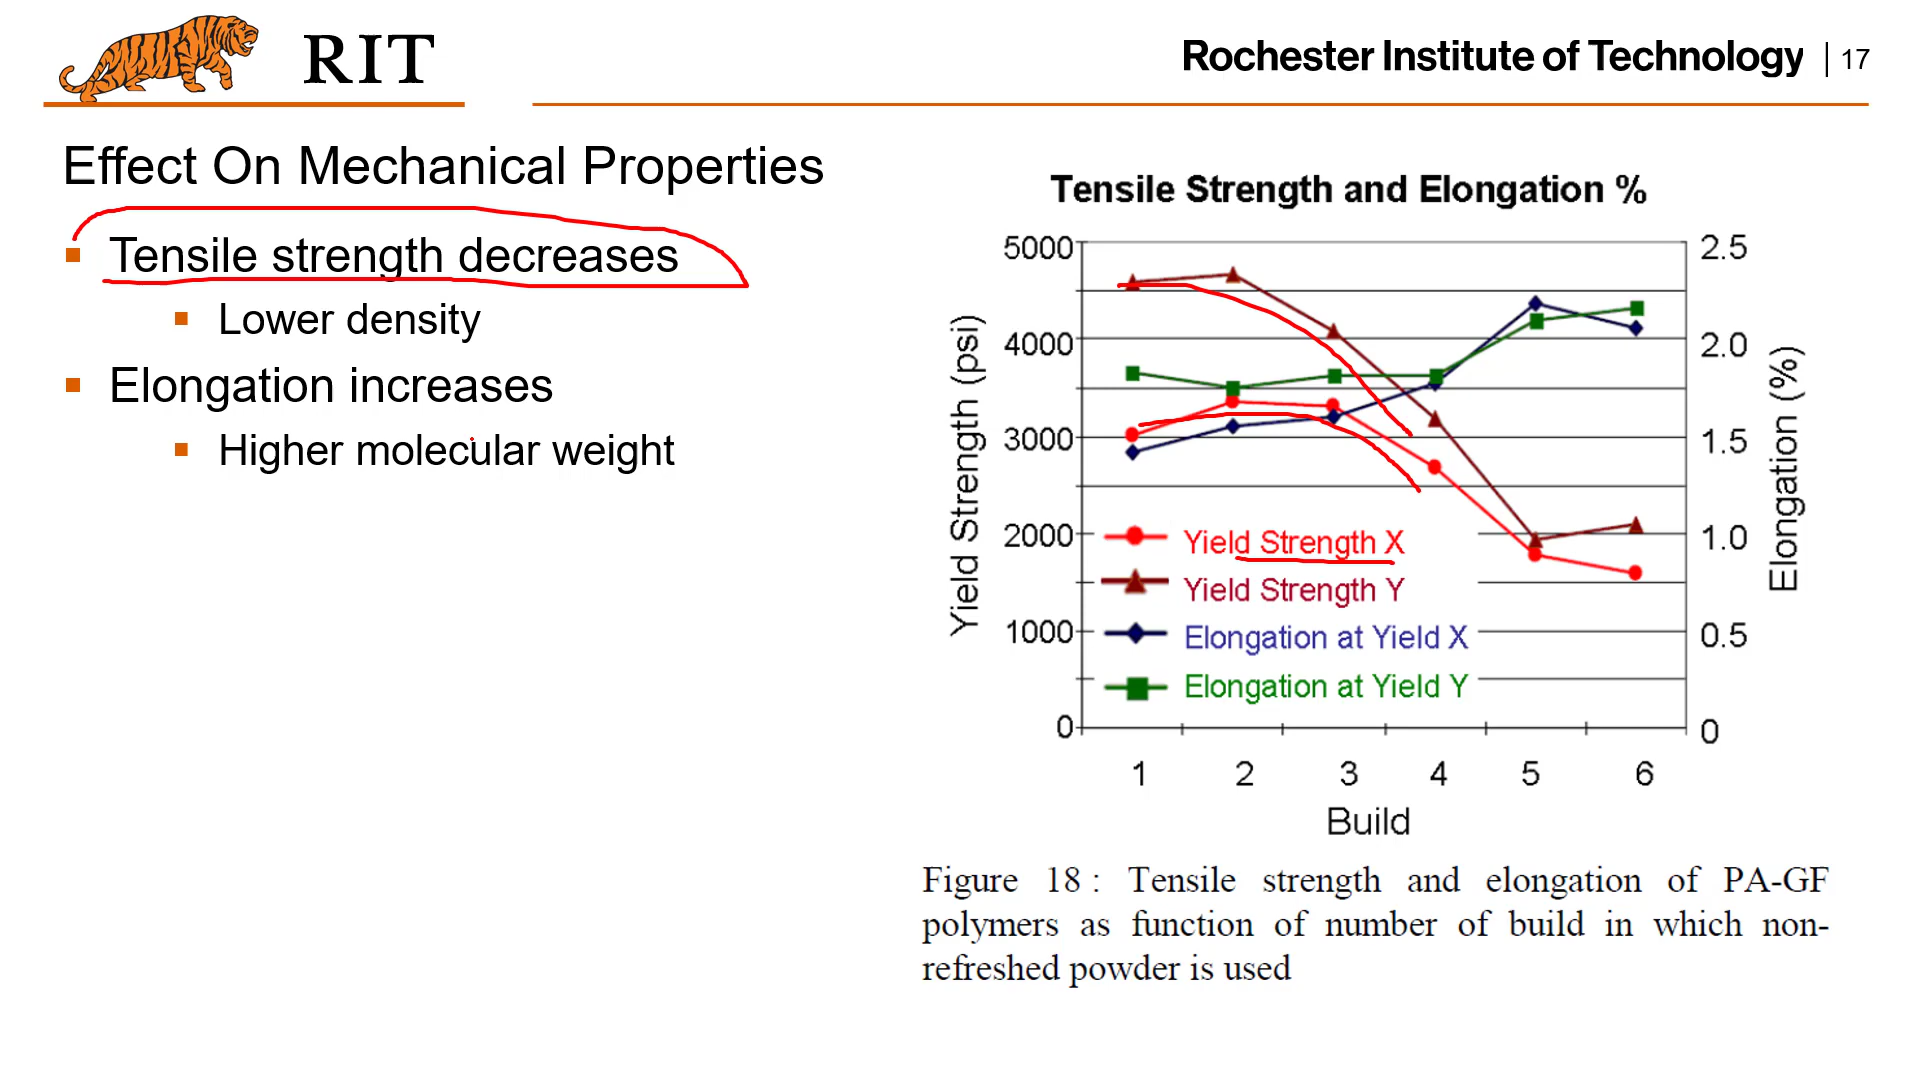 RIT
Rochester Institute of Technology | 17
Effect On Mechanical Properties
Tensile strength decreases
Lower density
Elongation increases
Higher molecular weight
Tensile Strength and Elongation %
5000
4000
3000
2000
1000
0
Yield Strength (psi)
2.5
2.0
1.5
1.0
0.5
0
Elongation (%)
Yield Strength X
Yield Strength Y
Elongation at Yield X
Elongation at Yield Y
1 2 3 4 5 6
Build
Figure 18 : Tensile strength and elongation of PA-GF
polymers as function of number of build in which non-
refreshed powder is used